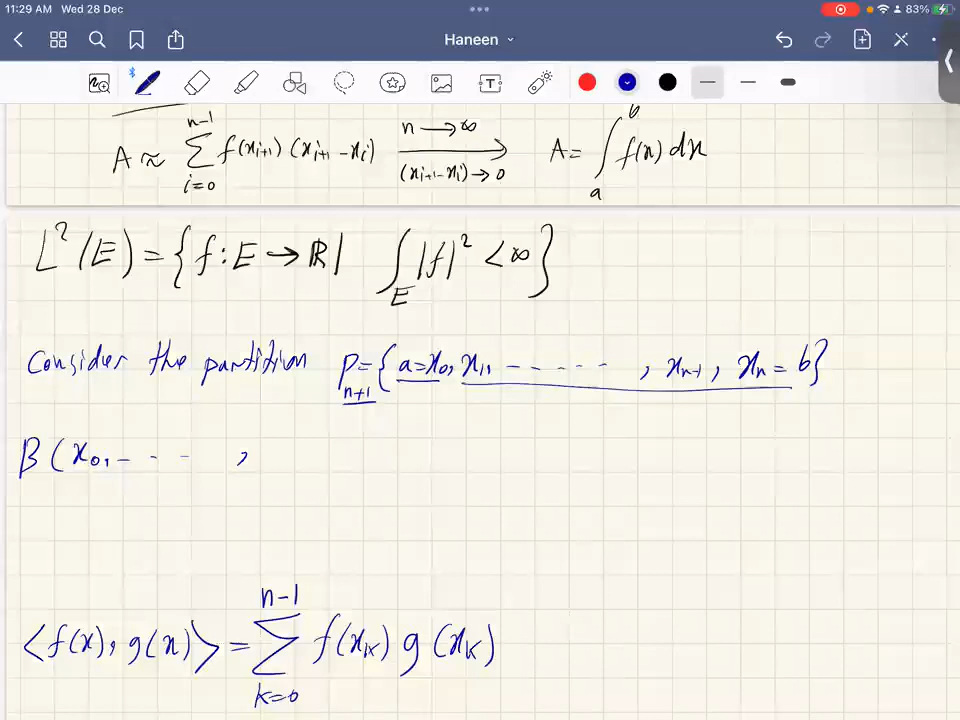 11:29 AM Wed 28 Dec
83%
Haneen
A ≈ ∑_{i=0}^{n-1} f(x_{i+1}) (x_{i+1} - x_i) \xrightarrow[(x_{i+1} - x_i) → 0]{n → ∞} A = ∫_a^b f(x) dx
L²(E) = { f : E → ℝ | ∫_E |f|² < ∞ }
Consider the partition P_{n+1} = { a = x_0, x_1, ------ , x_{n-1}, x_n = b }
β ( x_0, - - - ,
⟨f(x), g(x)⟩ = ∑_{k=0}^{n-1} f(x_k) g(x_k)